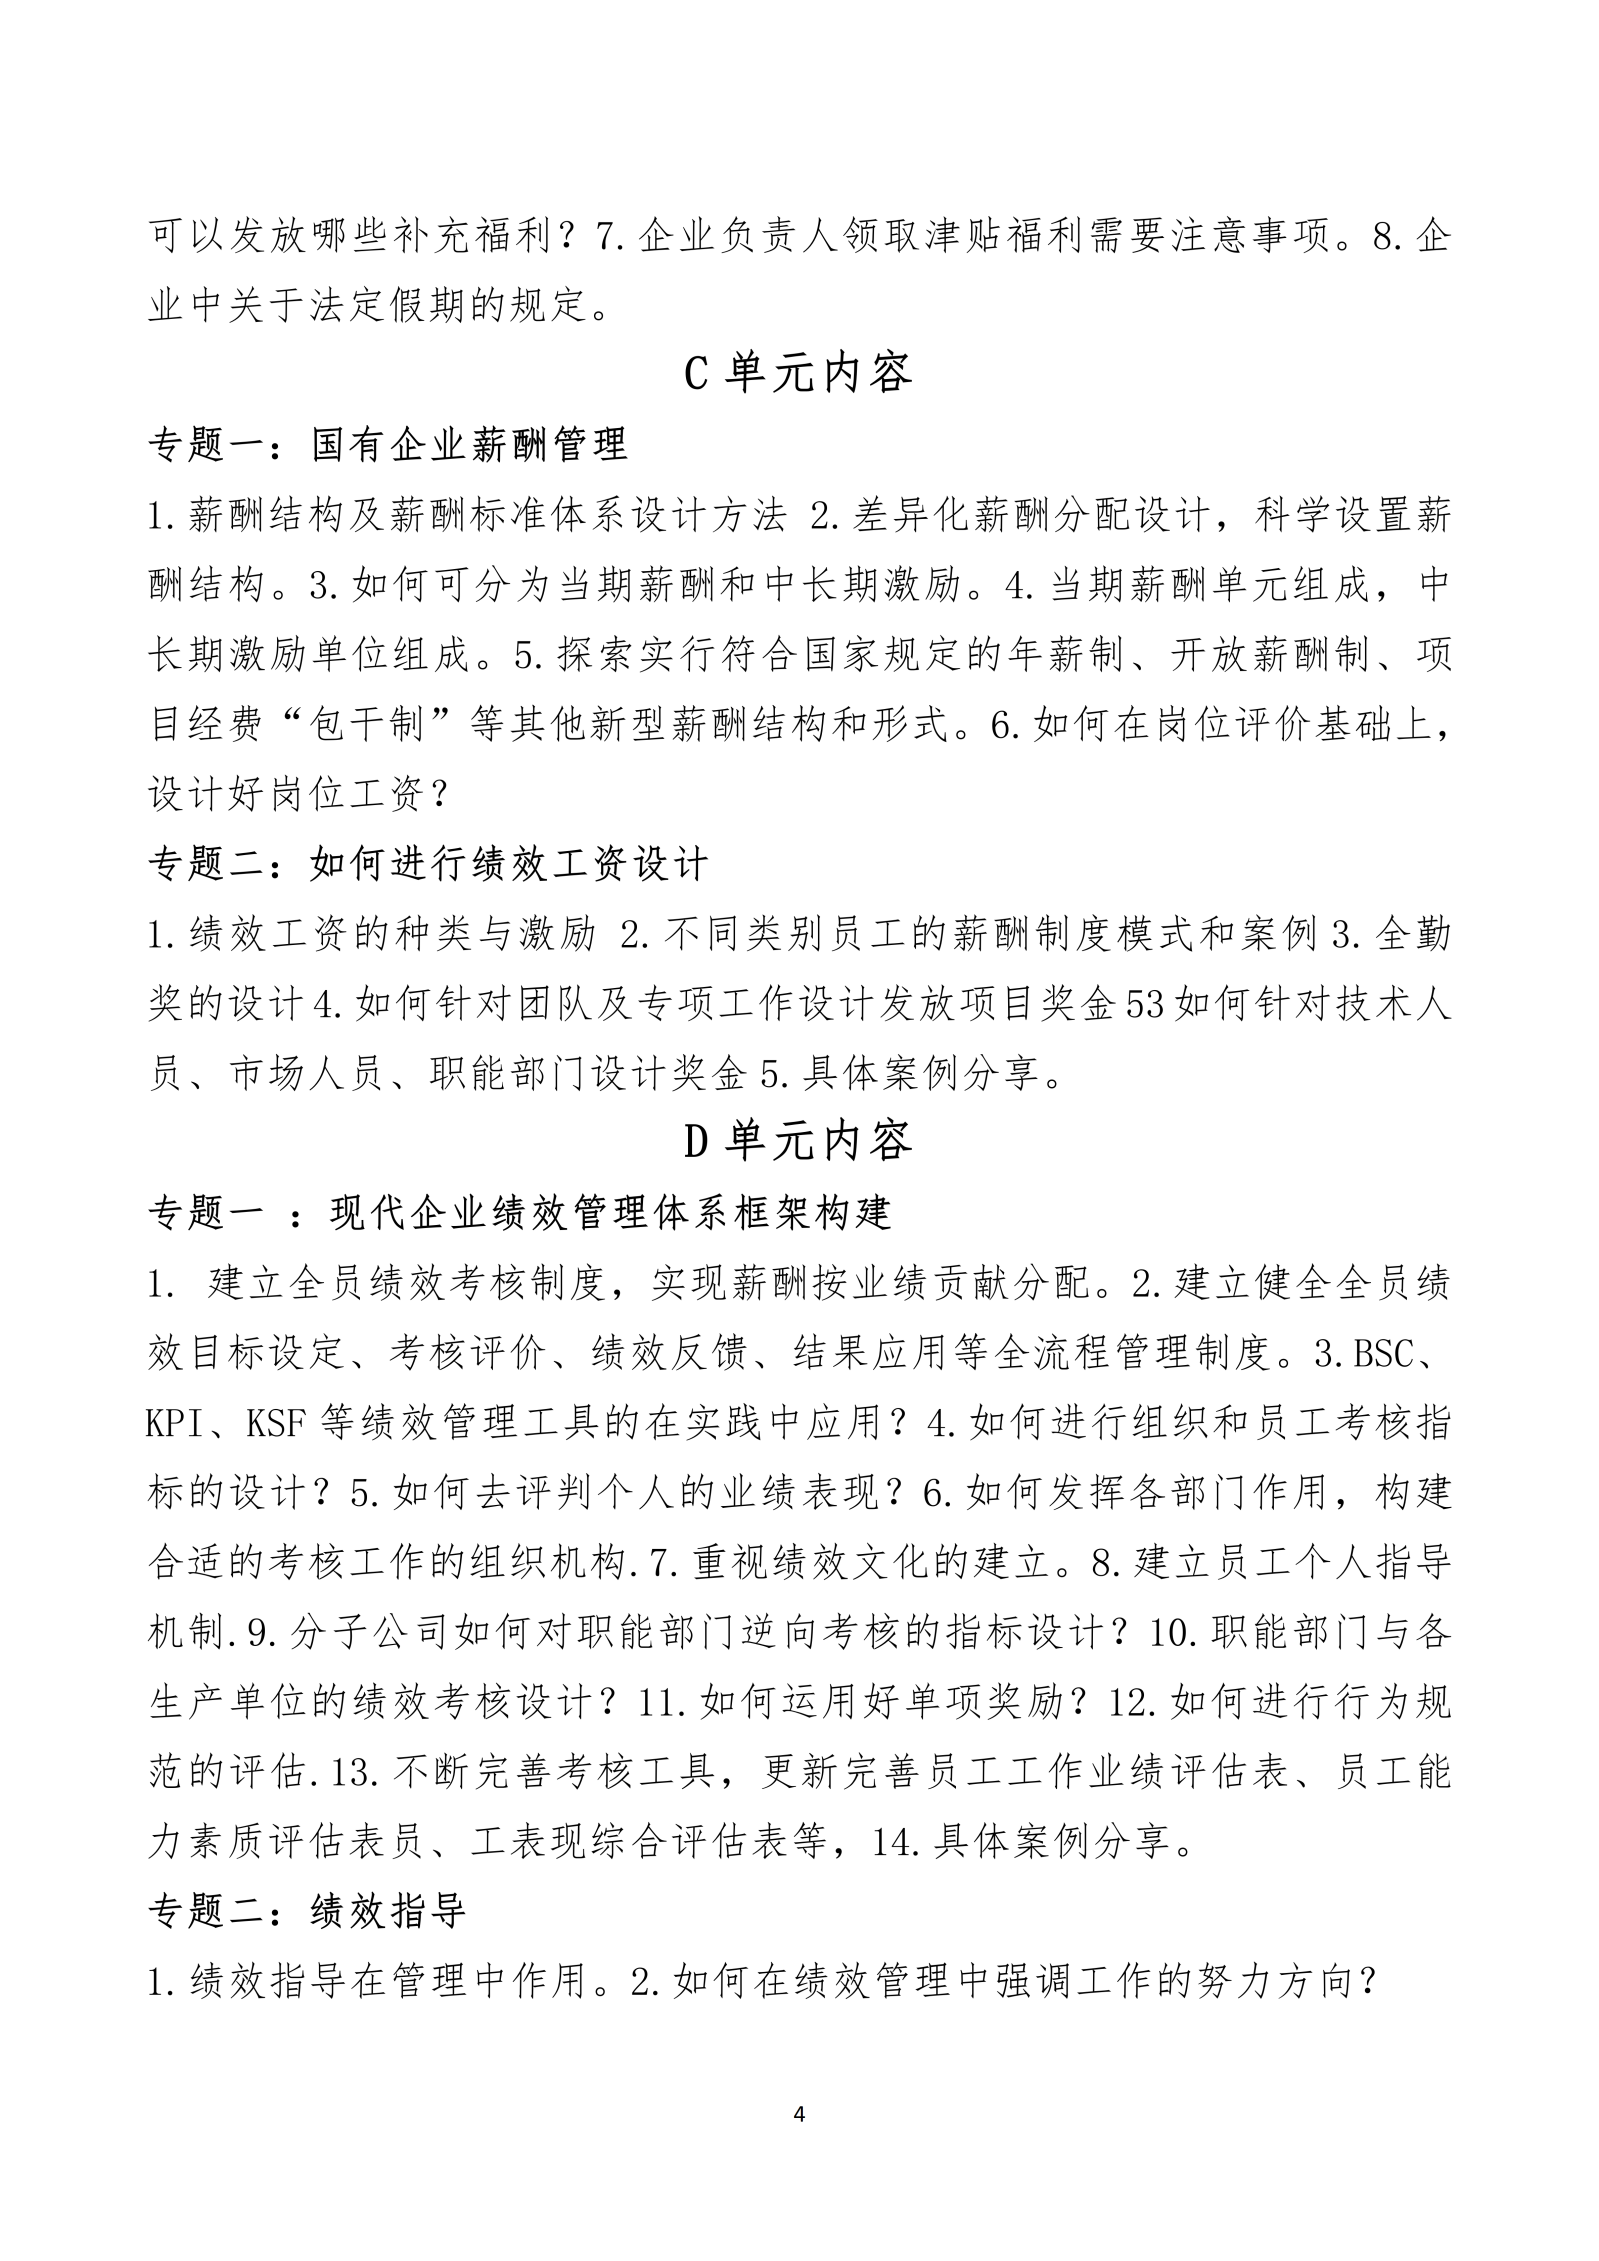 可以发放哪些补充福利？7.企业负责人领取津贴福利需要注意事项。8.企
业中关于法定假期的规定。
C 单元内容
专题一：国有企业薪酬管理
1.薪酬结构及薪酬标准体系设计方法 2.差异化薪酬分配设计，科学设置薪
酬结构。3.如何可分为当期薪酬和中长期激励。4.当期薪酬单元组成，中
长期激励单位组成。5.探索实行符合国家规定的年薪制、开放薪酬制、项
目经费“包干制”等其他新型薪酬结构和形式。6.如何在岗位评价基础上，
设计好岗位工资？
专题二：如何进行绩效工资设计
1.绩效工资的种类与激励 2.不同类别员工的薪酬制度模式和案例3.全勤
奖的设计4.如何针对团队及专项工作设计发放项目奖金53如何针对技术人
员、市场人员、职能部门设计奖金5.具体案例分享。
D 单元内容
专题一 ：现代企业绩效管理体系框架构建
1. 建立全员绩效考核制度，实现薪酬按业绩贡献分配。2.建立健全全员绩
效目标设定、考核评价、绩效反馈、结果应用等全流程管理制度。3.BSC、
KPI、KSF等绩效管理工具的在实践中应用？4.如何进行组织和员工考核指
标的设计？5.如何去评判个人的业绩表现？6.如何发挥各部门作用，构建
合适的考核工作的组织机构.7.重视绩效文化的建立。8.建立员工个人指导
机制.9.分子公司如何对职能部门逆向考核的指标设计？10.职能部门与各
生产单位的绩效考核设计？11.如何运用好单项奖励？12.如何进行行为规
范的评估.13.不断完善考核工具，更新完善员工工作业绩评估表、员工能
力素质评估表员、工表现综合评估表等，14.具体案例分享。
专题二：绩效指导
1.绩效指导在管理中作用。2.如何在绩效管理中强调工作的努力方向？
4